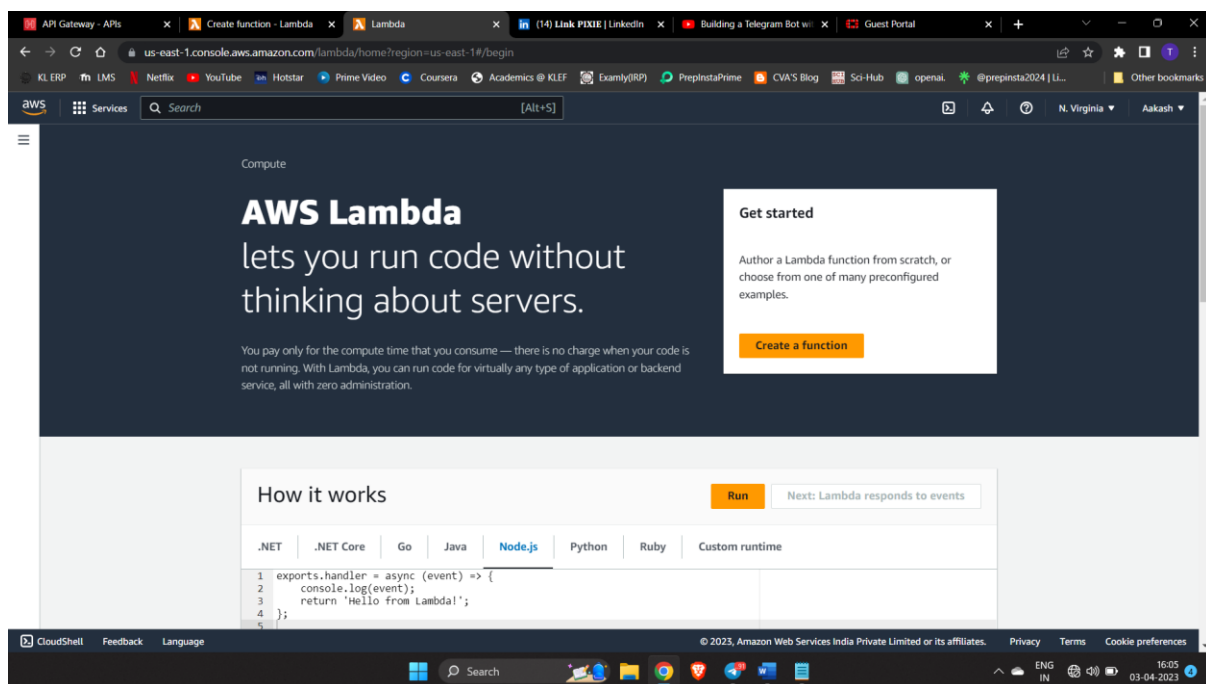 API Gateway - APIs
Create function - Lambda
Lambda
(14) Link PIXIE | LinkedIn
Building a Telegram Bot wi
Guest Portal
us-east-1.console.aws.amazon.com/lambda/home?region=us-east-1#/begin
KL ERP
LMS
Netflix
YouTube
Hotstar
Prime Video
Coursera
Academics @ KLEF
Examly(IRP)
PrepInstaPrime
CVA'S Blog
Sci-Hub
openai.
@prepinsta2024 | Li...
Other bookmarks
aws
Services
Search
[Alt+S]
N. Virginia
Aakash
Compute
AWS Lambda
lets you run code without
thinking about servers.
You pay only for the compute time that you consume — there is no charge when your code is
not running. With Lambda, you can run code for virtually any type of application or backend
service, all with zero administration.
Get started
Author a Lambda function from scratch, or
choose from one of many preconfigured
examples.
Create a function
How it works
Run
Next: Lambda responds to events
.NET
.NET Core
Go
Java
Node.js
Python
Ruby
Custom runtime
1 exports.handler = async (event) => {
2 console.log(event);
3 return 'Hello from Lambda!';
4 };
5
CloudShell
Feedback
Language
© 2023, Amazon Web Services India Private Limited or its affiliates.
Privacy
Terms
Cookie preferences
Search
ENG
IN
16:05
03-04-2023